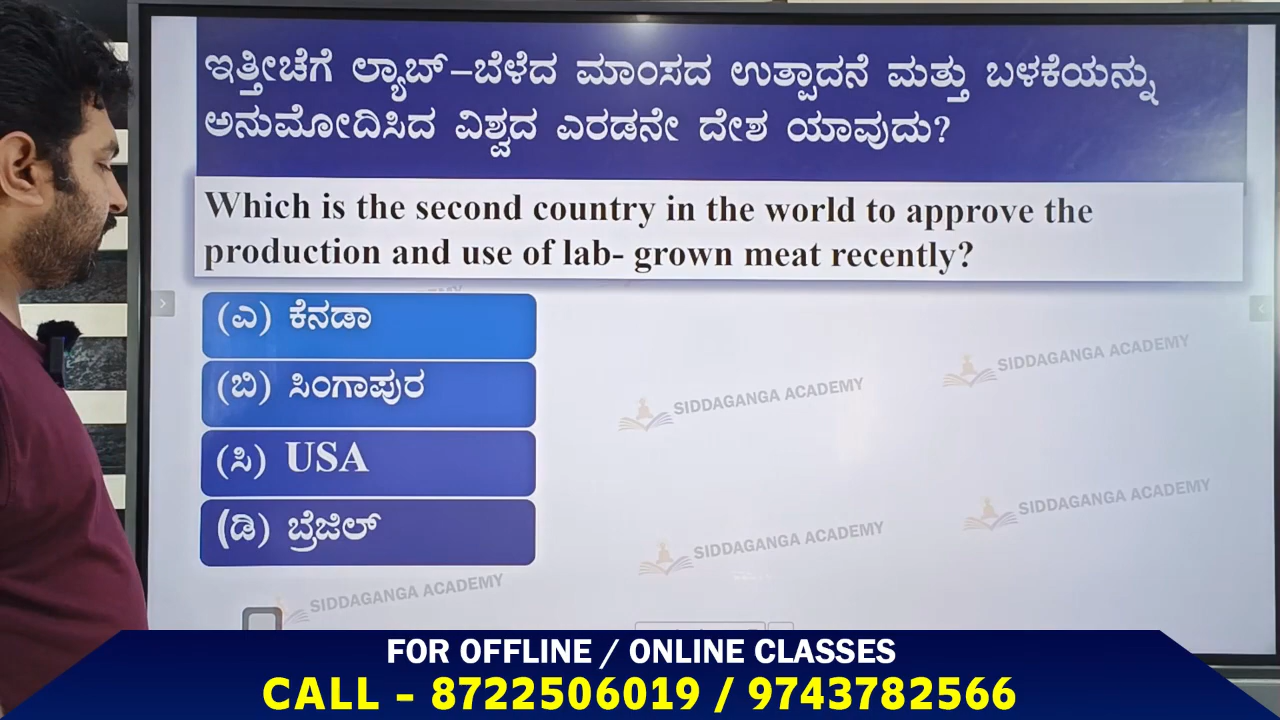 ಇತ್ತೀಚೆಗೆ ಲ್ಯಾಬ್-ಬೆಳೆದ ಮಾಂಸದ ಉತ್ಪಾದನೆ ಮತ್ತು ಬಳಕೆಯನ್ನು
ಅನುಮೋದಿಸಿದ ವಿಶ್ವದ ಎರಡನೇ ದೇಶ ಯಾವುದು?
Which is the second country in the world to approve the
production and use of lab- grown meat recently?
(ಎ) ಕೆನಡಾ
(ಬಿ) ಸಿಂಗಾಪುರ
(ಸಿ) USA
(ಡಿ) ಬ್ರೆಜಿಲ್
SIDDAGANGA ACADEMY
SIDDAGANGA ACADEMY
SIDDAGANGA ACADEMY
SIDDAGANGA ACADEMY
SIDDAGANGA ACADEMY
FOR OFFLINE / ONLINE CLASSES
CALL - 8722506019 / 9743782566